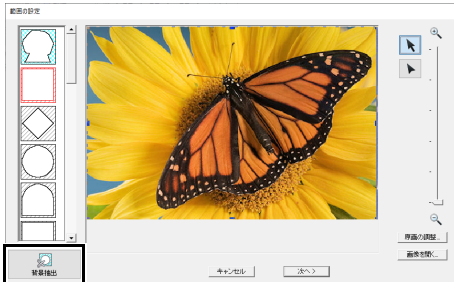 範囲の設定
原画の調整...
画像を開く...
背景抽出
キャンセル
次へ >